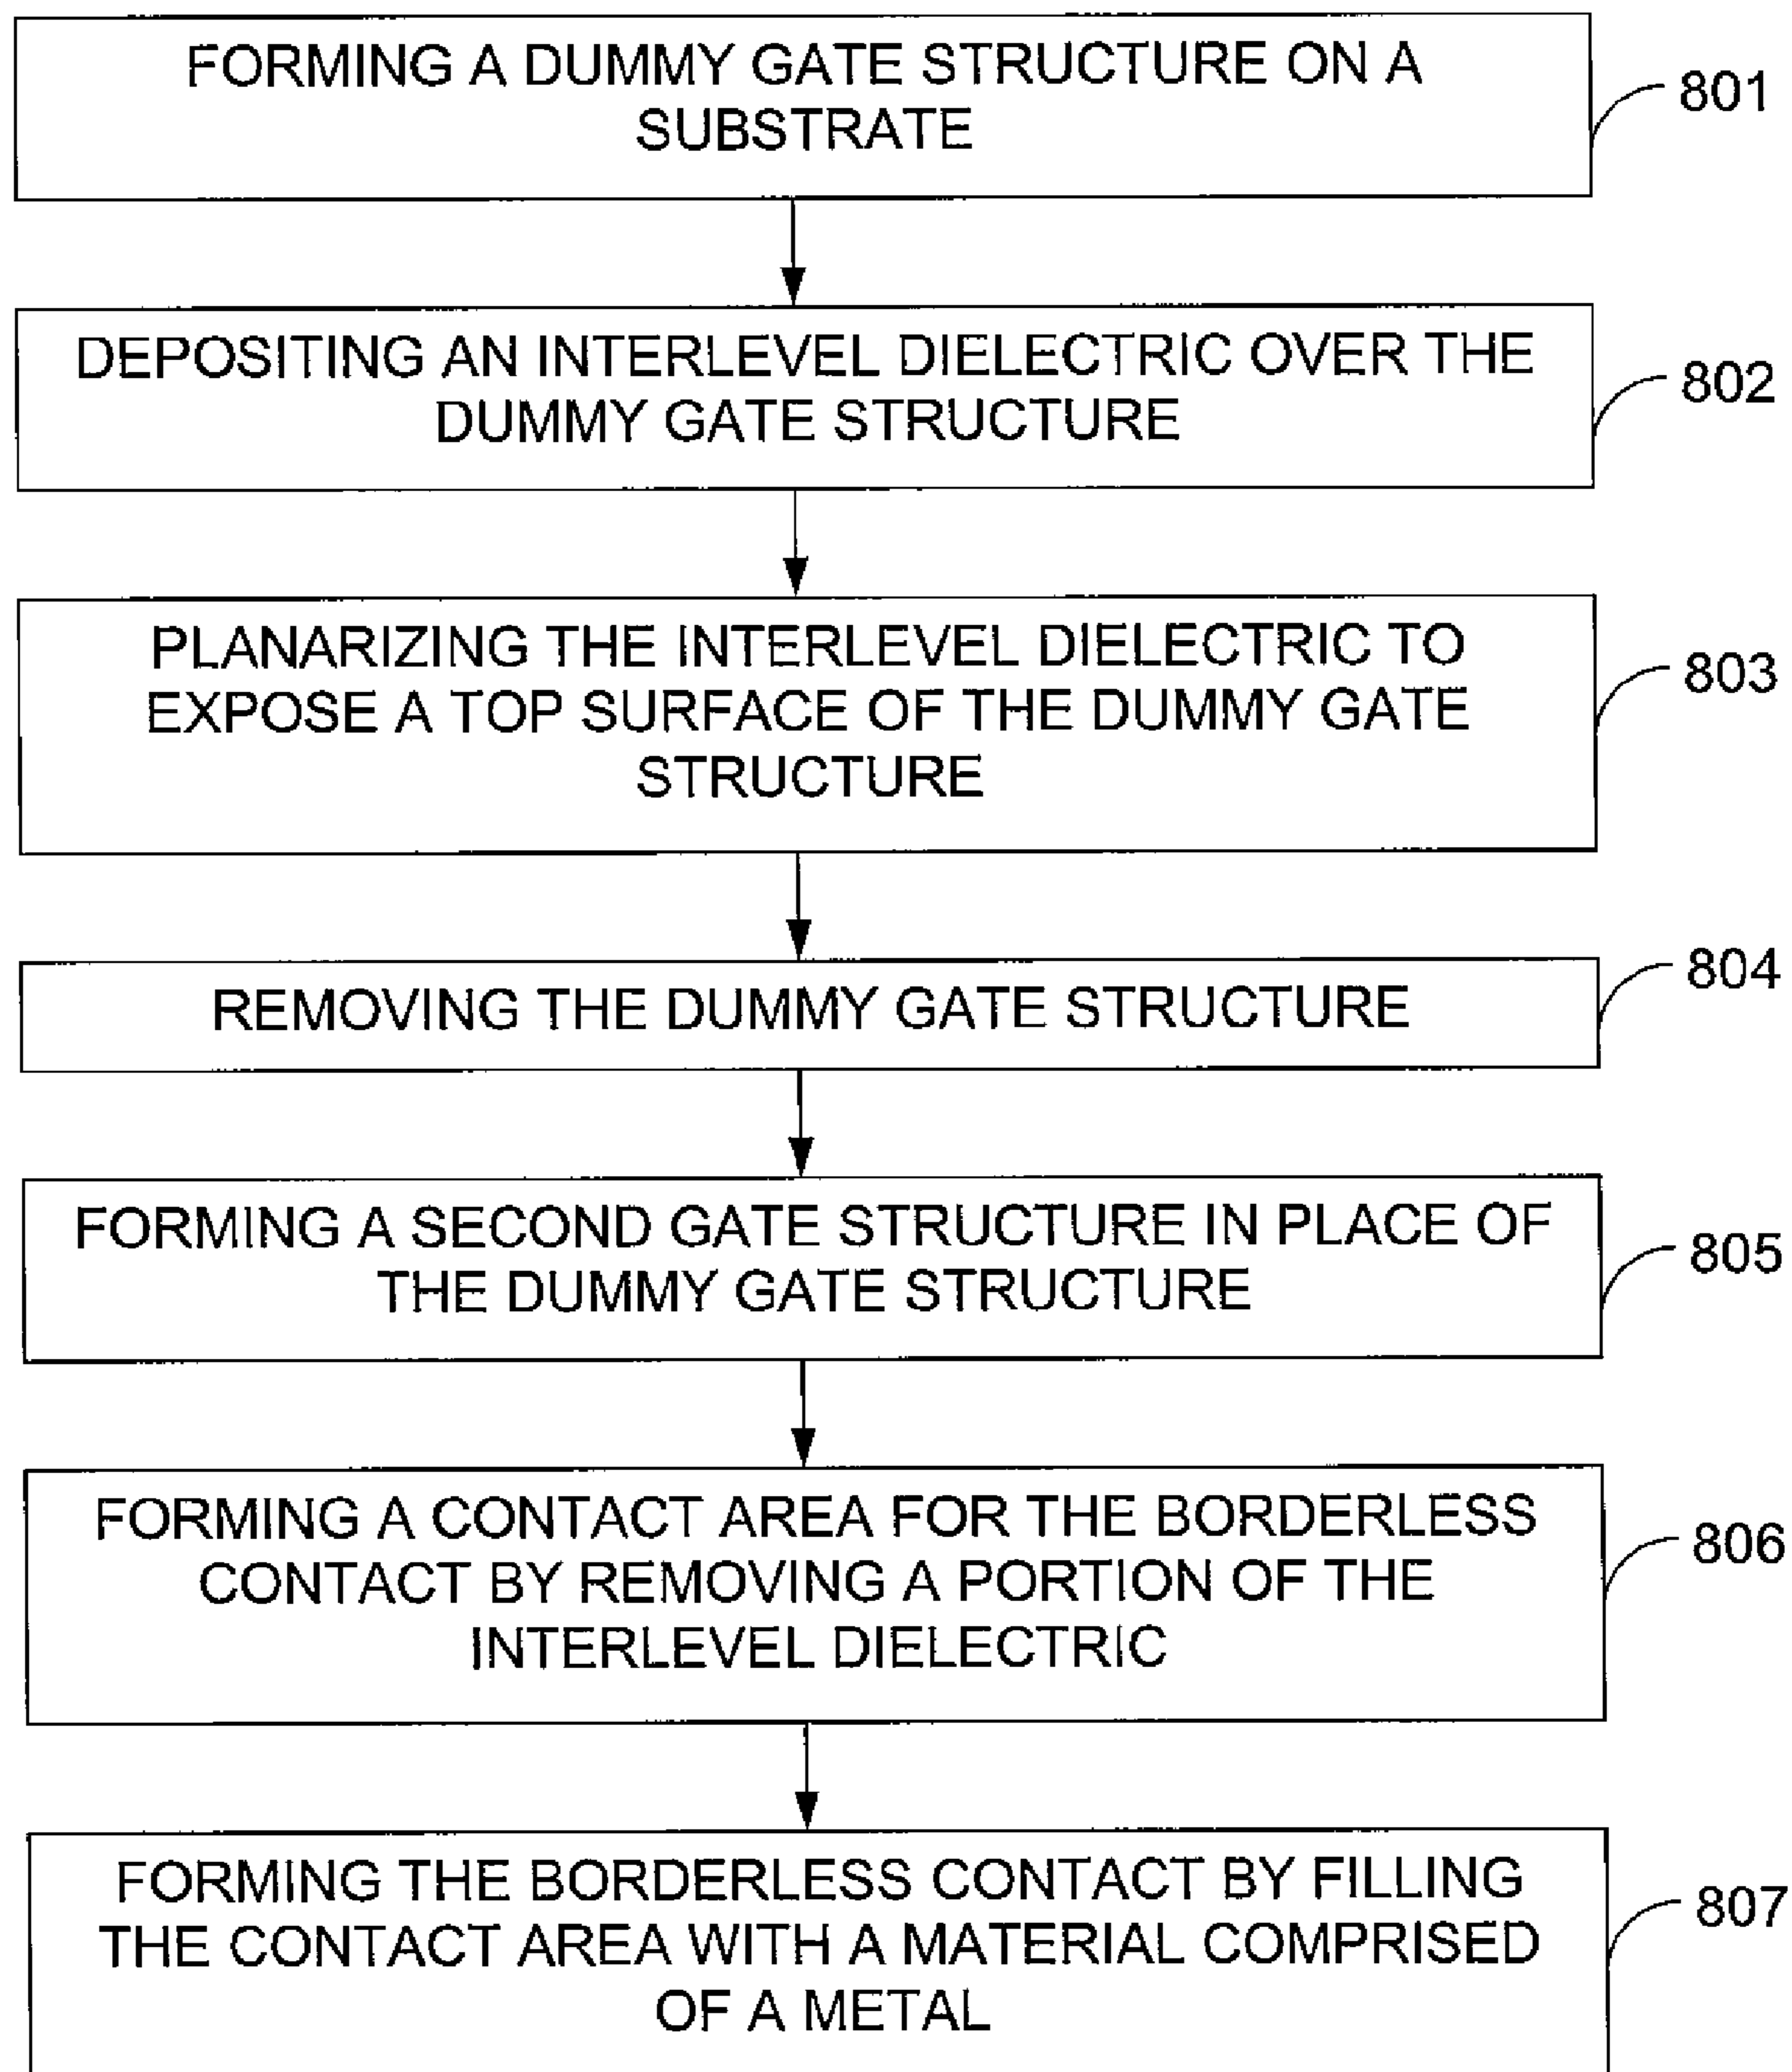 FORMING A DUMMY GATE STRUCTURE ON A
SUBSTRATE
801
DEPOSITING AN INTERLEVEL DIELECTRIC OVER THE
DUMMY GATE STRUCTURE
802
PLANARIZING THE INTERLEVEL DIELECTRIC TO
EXPOSE A TOP SURFACE OF THE DUMMY GATE
STRUCTURE
803
REMOVING THE DUMMY GATE STRUCTURE
804
FORMING A SECOND GATE STRUCTURE IN PLACE OF
THE DUMMY GATE STRUCTURE
805
FORMING A CONTACT AREA FOR THE BORDERLESS
CONTACT BY REMOVING A PORTION OF THE
INTERLEVEL DIELECTRIC
806
FORMING THE BORDERLESS CONTACT BY FILLING
THE CONTACT AREA WITH A MATERIAL COMPRISED
OF A METAL
807